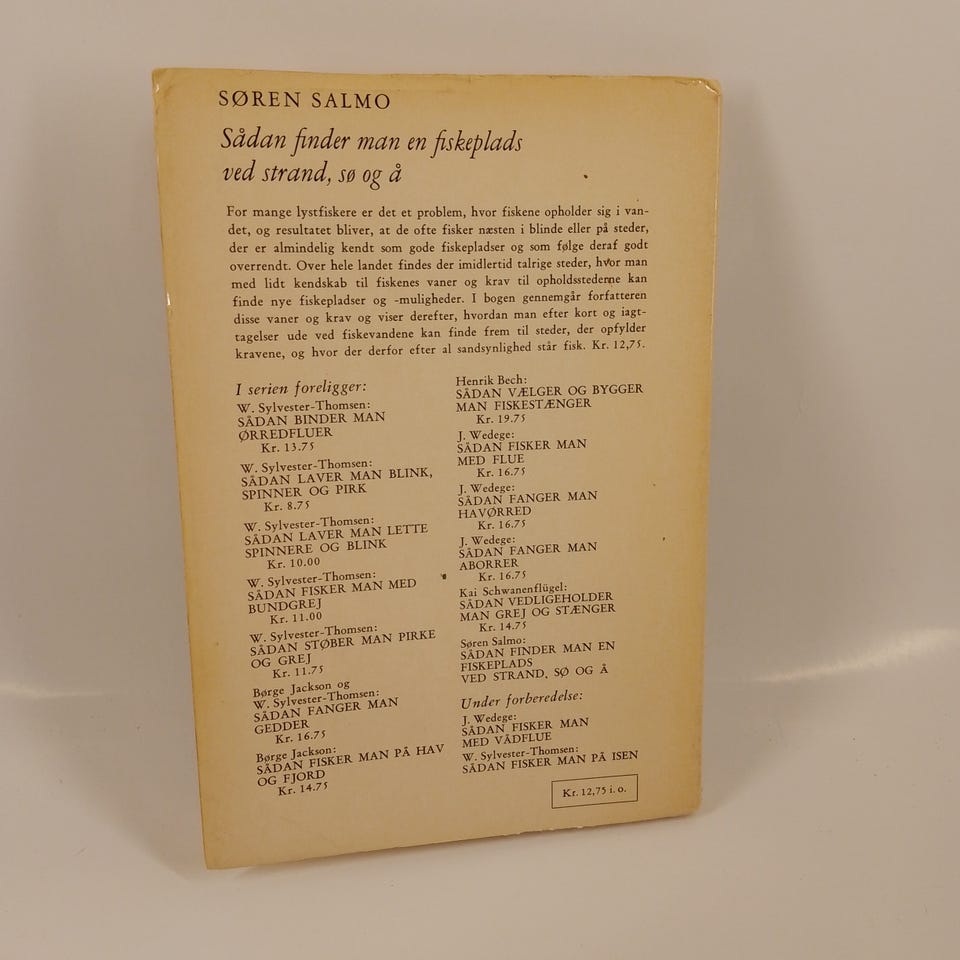 SØREN SALMO
Sådan finder man en fiskeplads
ved strand, sø og å
For mange lystfiskere er det et problem, hvor fiskene opholder sig i van-
det, og resultatet bliver, at de ofte fisker næsten i blinde eller på steder,
der er almindelig kendt som gode fiskepladser og som følge deraf godt
overrendt. Over hele landet findes der imidlertid talrige steder, hvor man
med lidt kendskab til fiskenes vaner og krav til opholdsstederne kan
finde nye fiskepladser og -muligheder. I bogen gennemgår forfatteren
disse vaner og krav og viser derefter, hvordan man efter kort og iagt-
tagelser ude ved fiskevandene kan finde frem til steder, der opfylder
kravene, og hvor der derfor efter al sandsynlighed står fisk. Kr. 12,75.
I serien foreligger:
W. Sylvester-Thomsen:
SÅDAN BINDER MAN
ØRREDFLUER
Kr. 13.75
W. Sylvester-Thomsen:
SÅDAN LAVER MAN BLINK,
SPINNER OG PIRK
Kr. 8.75
W. Sylvester-Thomsen:
SÅDAN LAVER MAN LETTE
SPINNERE OG BLINK
Kr. 10.00
W. Sylvester-Thomsen:
SÅDAN FISKER MAN MED
BUNDGREJ
Kr. 11.00
W. Sylvester-Thomsen:
SÅDAN STØBER MAN PIRKE
OG GREJ
Kr. 11.75
Børge Jackson og
W. Sylvester-Thomsen:
SÅDAN FANGER MAN
GEDDER
Kr. 16.75
Børge Jackson:
SÅDAN FISKER MAN PÅ HAV
OG FJORD
Kr. 14.75
Henrik Bech:
SÅDAN VÆLGER OG BYGGER
MAN FISKESTÆNGER
Kr. 19.75
J. Wedege:
SÅDAN FISKER MAN
MED FLUE
Kr. 16.75
J. Wedege:
SÅDAN FANGER MAN
HAVØRRED
Kr. 16.75
J. Wedege:
SÅDAN FANGER MAN
ABORRER
Kr. 16.75
Kai Schwanenflügel:
SÅDAN VEDLIGEHOLDER
MAN GREJ OG STÆNGER
Kr. 14.75
Søren Salmo:
SÅDAN FINDER MAN EN
FISKEPLADS
VED STRAND, SØ OG Å
Under forberedelse:
J. Wedege:
SÅDAN FISKER MAN
MED VÅDFLUE
W. Sylvester-Thomsen:
SÅDAN FISKER MAN PÅ ISEN
Kr. 12,75 i. o.